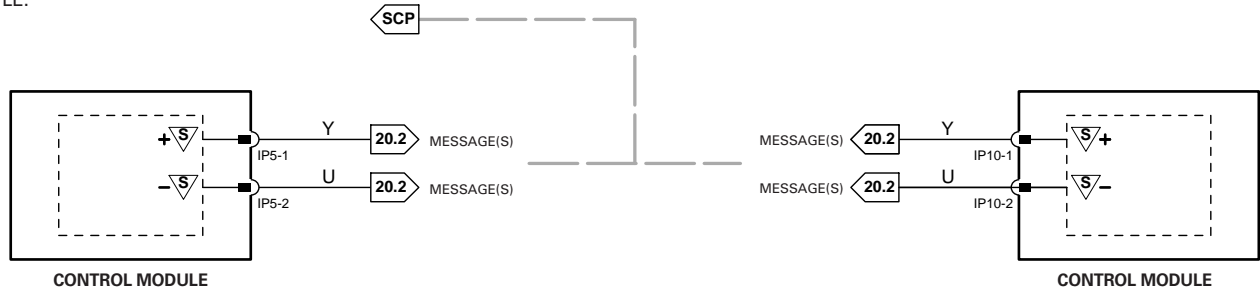 LE:
SCP
+ S Y 20.2 MESSAGE(S) MESSAGE(S) 20.2 Y S +
IP5-1 IP10-1
– S U 20.2 MESSAGE(S) MESSAGE(S) 20.2 U S –
IP5-2 IP10-2
CONTROL MODULE CONTROL MODULE